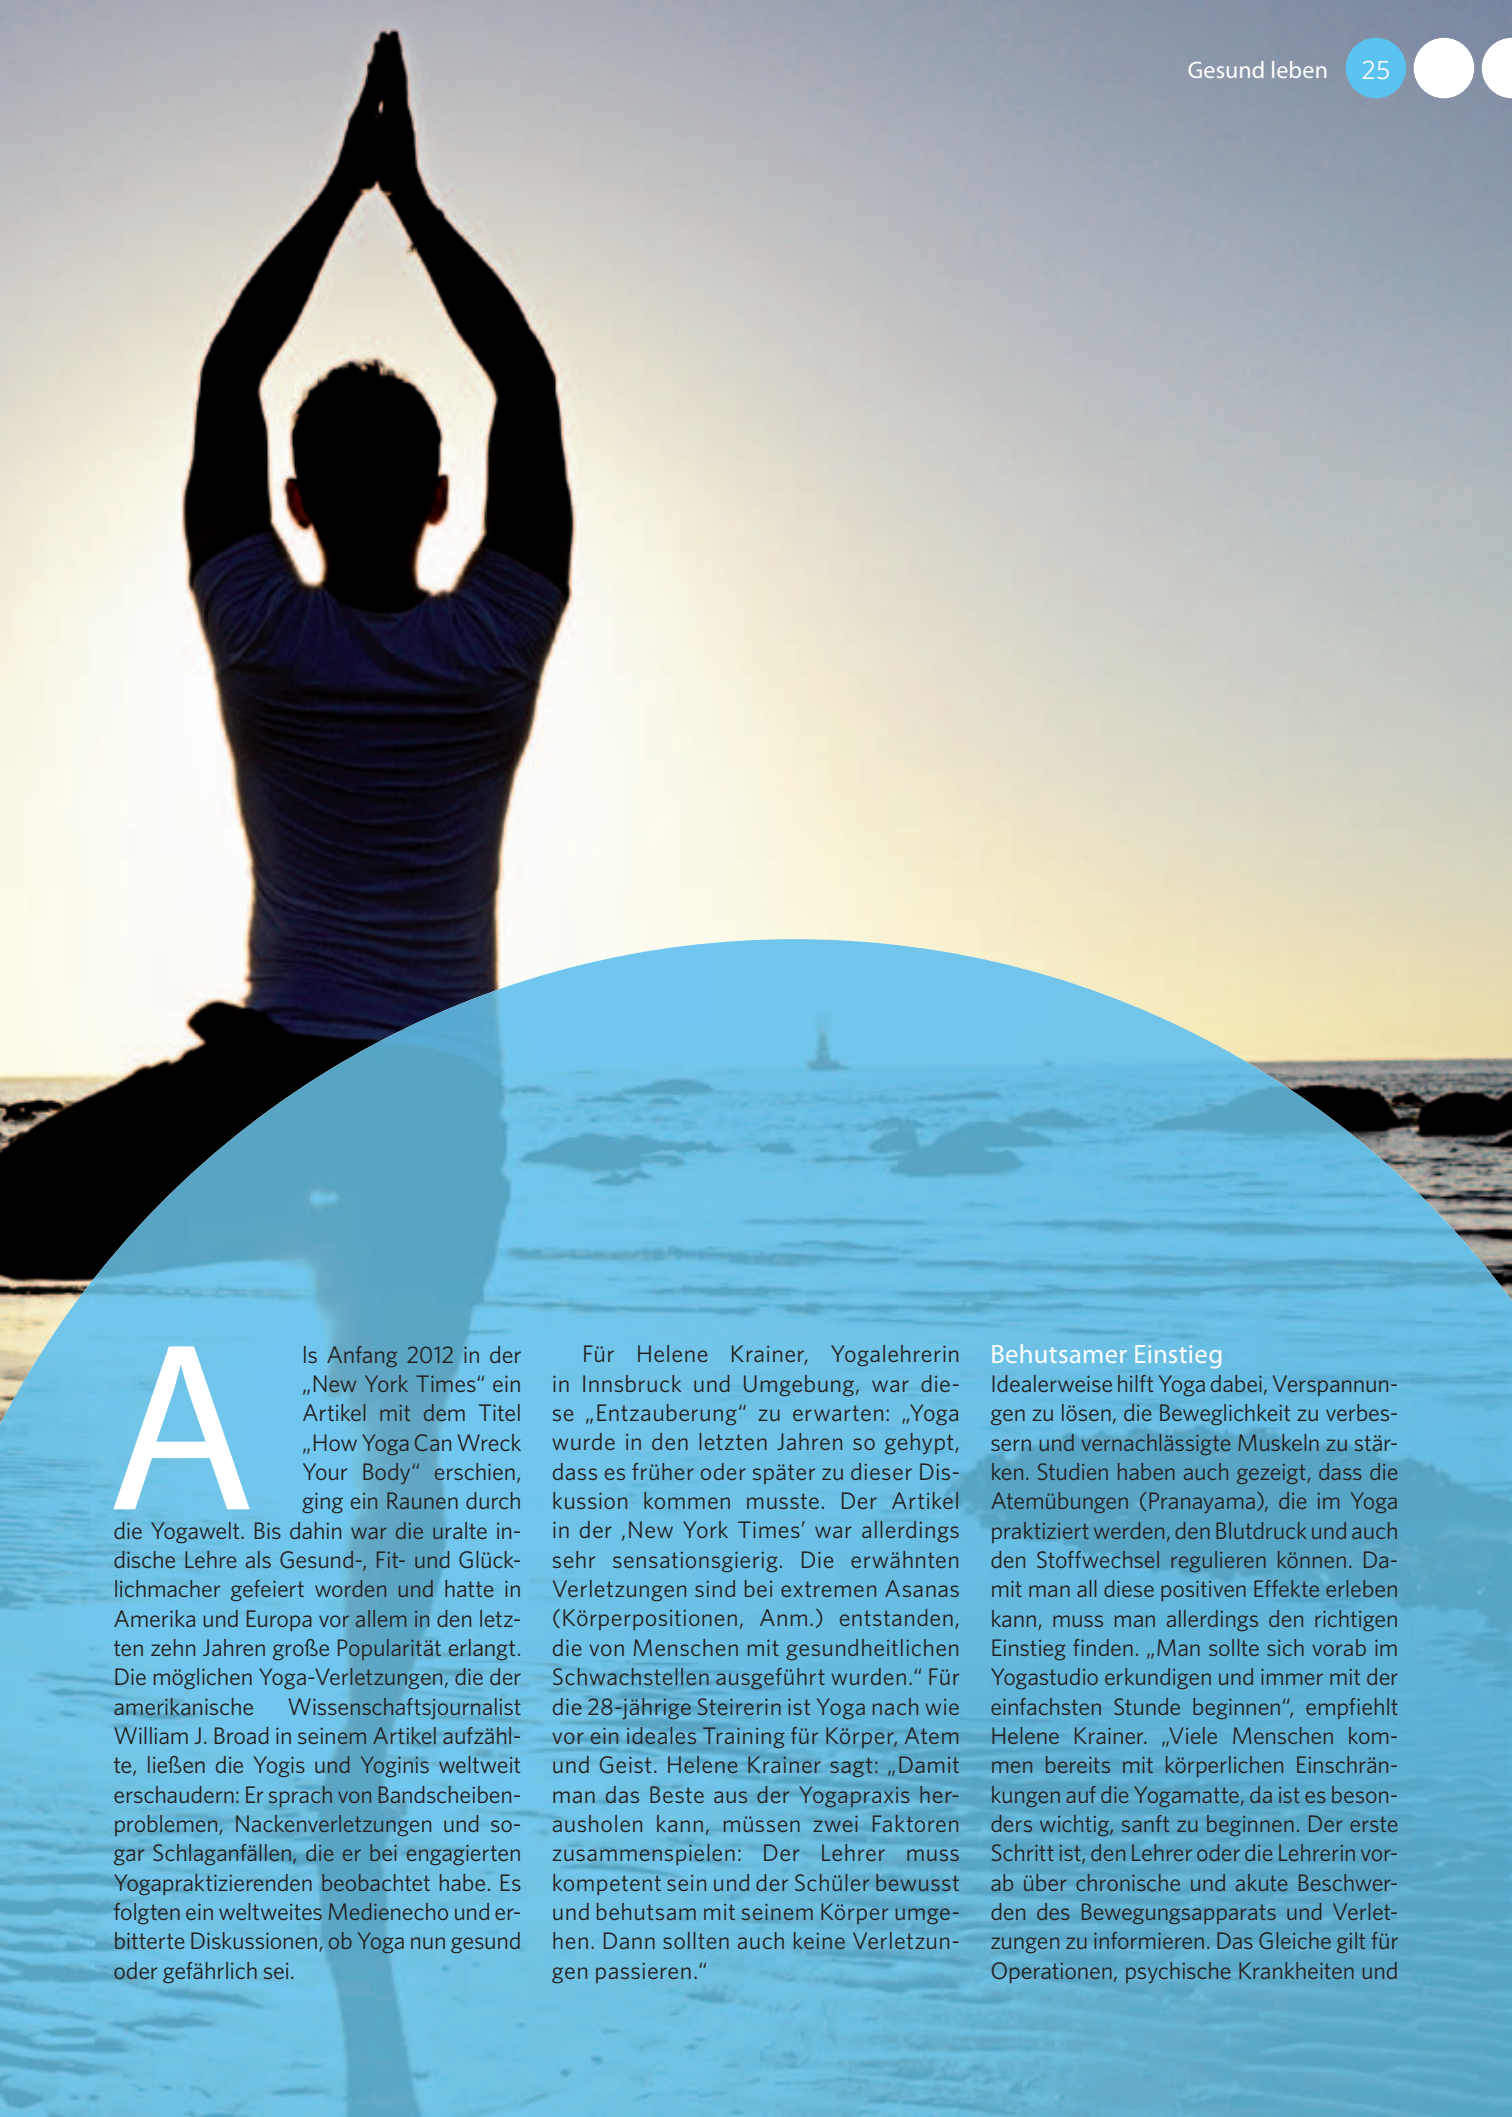 Gesund leben 25
Als Anfang 2012 in der
„New York Times“ ein
Artikel mit dem Titel
„How Yoga Can Wreck
Your Body“ erschien,
ging ein Raunen durch
die Yogawelt. Bis dahin war die uralte in-
dische Lehre als Gesund-, Fit- und Glück-
lichmacher gefeiert worden und hatte in
Amerika und Europa vor allem in den letz-
ten zehn Jahren große Popularität erlangt.
Die möglichen Yoga-Verletzungen, die der
amerikanische Wissenschaftsjournalist
William J. Broad in seinem Artikel aufzähl-
te, ließen die Yogis und Yoginis weltweit
erschaudern: Er sprach von Bandscheiben-
problemen, Nackenverletzungen und so-
gar Schlaganfällen, die er bei engagierten
Yogapraktizierenden beobachtet habe. Es
folgten ein weltweites Medienecho und er-
bitterte Diskussionen, ob Yoga nun gesund
oder gefährlich sei.
Für Helene Krainer, Yogalehrerin
in Innsbruck und Umgebung, war die-
se „Entzauberung“ zu erwarten: „Yoga
wurde in den letzten Jahren so gehypt,
dass es früher oder später zu dieser Dis-
kussion kommen musste. Der Artikel
in der ‚New York Times’ war allerdings
sehr sensationsgierig. Die erwähnten
Verletzungen sind bei extremen Asanas
(Körperpositionen, Anm.) entstanden,
die von Menschen mit gesundheitlichen
Schwachstellen ausgeführt wurden.“ Für
die 28-jährige Steirerin ist Yoga nach wie
vor ein ideales Training für Körper, Atem
und Geist. Helene Krainer sagt: „Damit
man das Beste aus der Yogapraxis her-
ausholen kann, müssen zwei Faktoren
zusammenspielen: Der Lehrer muss
kompetent sein und der Schüler bewusst
und behutsam mit seinem Körper umge-
hen. Dann sollten auch keine Verletzun-
gen passieren.“
Behutsamer Einstieg
Idealerweise hilft Yoga dabei, Verspannun-
gen zu lösen, die Beweglichkeit zu verbes-
sern und vernachlässigte Muskeln zu stär-
ken. Studien haben auch gezeigt, dass die
Atemübungen (Pranayama), die im Yoga
praktiziert werden, den Blutdruck und auch
den Stoffwechsel regulieren können. Da-
mit man all diese positiven Effekte erleben
kann, muss man allerdings den richtigen
Einstieg finden. „Man sollte sich vorab im
Yogastudio erkundigen und immer mit der
einfachsten Stunde beginnen“, empfiehlt
Helene Krainer. „Viele Menschen kom-
men bereits mit körperlichen Einschrän-
kungen auf die Yogamatte, da ist es beson-
ders wichtig, sanft zu beginnen. Der erste
Schritt ist, den Lehrer oder die Lehrerin vor-
ab über chronische und akute Beschwer-
den des Bewegungsapparats und Verlet-
zungen zu informieren. Das Gleiche gilt für
Operationen, psychische Krankheiten und